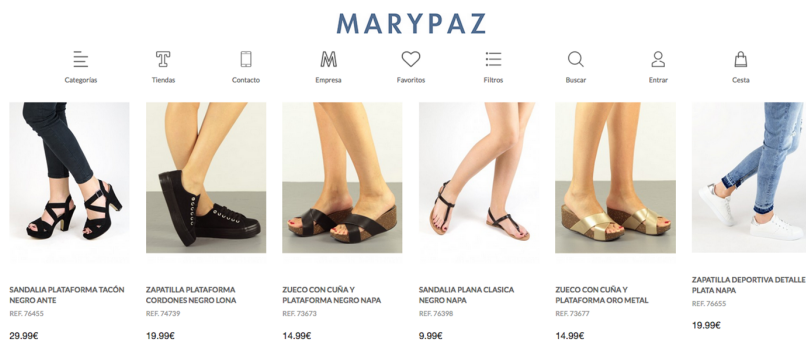 MARYPAZ
Categorías
Tiendas
Contacto
Empresa
Favoritos
Filtros
Buscar
Entrar
Cesta
SANDALIA PLATAFORMA TACÓN
NEGRO ANTE
REF. 76455
29.99€
ZAPATILLA PLATAFORMA
CORDONES NEGRO LONA
REF. 74739
19.99€
ZUECO CON CUÑA Y
PLATAFORMA NEGRO NAPA
REF. 73673
14.99€
SANDALIA PLANA CLASICA
NEGRO NAPA
REF. 76398
9.99€
ZUECO CON CUÑA Y
PLATAFORMA ORO METAL
REF. 73677
14.99€
ZAPATILLA DEPORTIVA DETALLE
PLATA NAPA
REF. 76655
19.99€